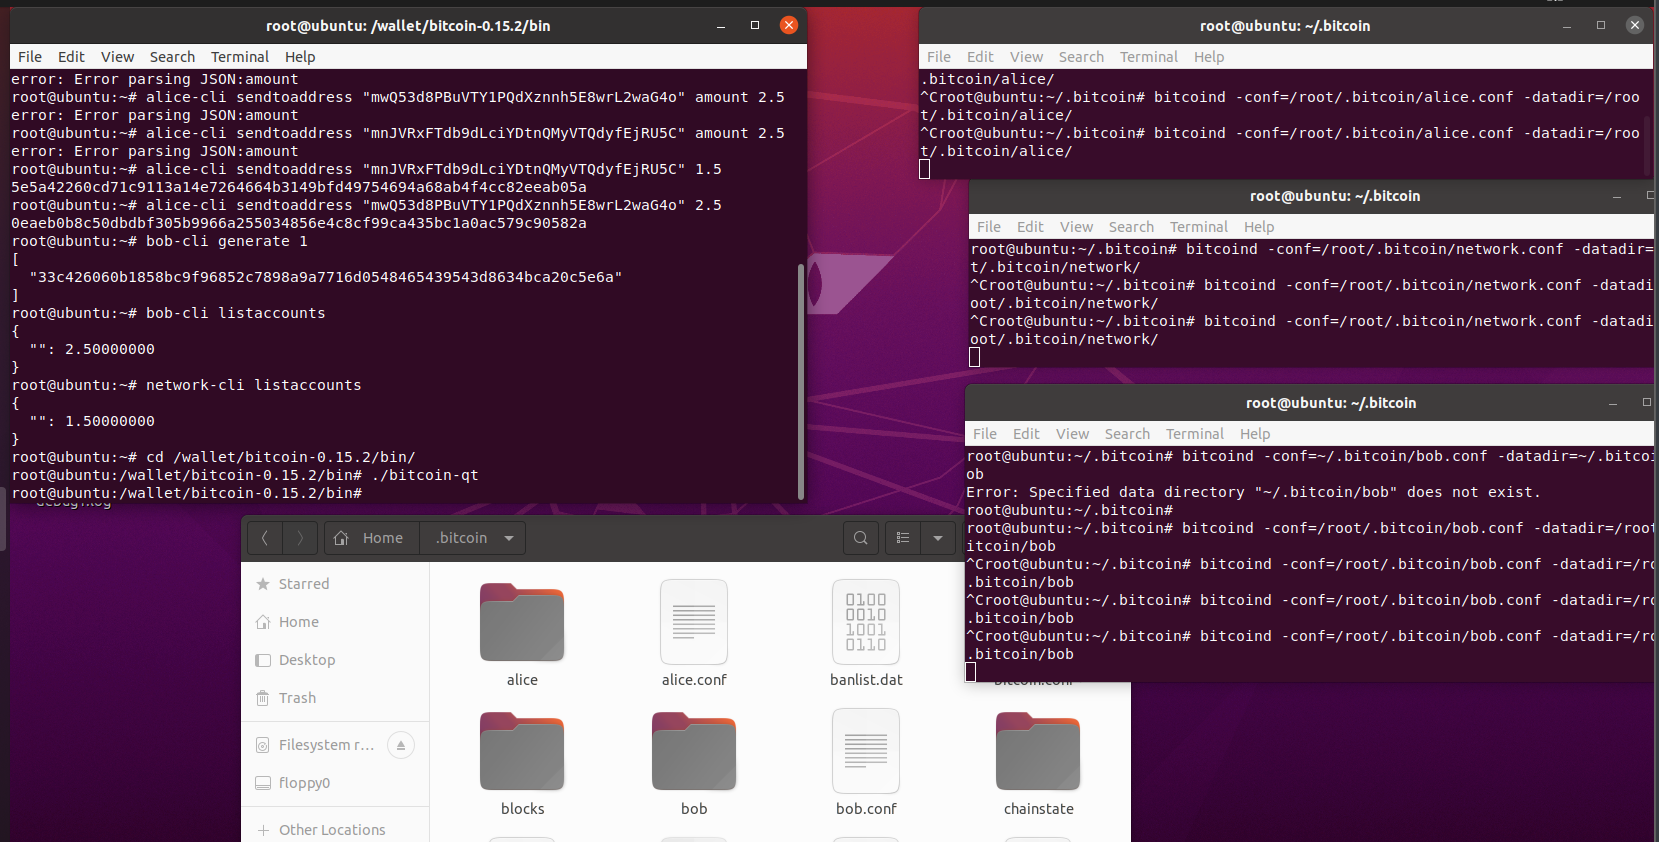 root@ubuntu: /wallet/bitcoin-0.15.2/bin
File Edit View Search Terminal Help
error: Error parsing JSON:amount
root@ubuntu:~# alice-cli sendtoaddress "mwQ53d8PBuVTY1PQdXznnh5E8wrL2waG4o" amount 2.5
error: Error parsing JSON:amount
root@ubuntu:~# alice-cli sendtoaddress "mnJVRxFTdb9dLciYDtnQMyVTQdyfEjRU5C" amount 2.5
error: Error parsing JSON:amount
root@ubuntu:~# alice-cli sendtoaddress "mnJVRxFTdb9dLciYDtnQMyVTQdyfEjRU5C" 1.5
5e5a42260cd71c9113a14e7264664b3149bfd49754694a68ab4f4cc82eeab05a
root@ubuntu:~# alice-cli sendtoaddress "mwQ53d8PBuVTY1PQdXznnh5E8wrL2waG4o" 2.5
0eaeb0b8c50dbdbf305b9966a255034856e4c8cf99ca435bc1a0ac579c90582a
root@ubuntu:~# bob-cli generate 1
[
"33c426060b1858bc9f96852c7898a9a7716d0548465439543d8634bca20c5e6a"
]
root@ubuntu:~# bob-cli listaccounts
{
"": 2.50000000
}
root@ubuntu:~# network-cli listaccounts
{
"": 1.50000000
}
root@ubuntu:~# cd /wallet/bitcoin-0.15.2/bin/
root@ubuntu:/wallet/bitcoin-0.15.2/bin# ./bitcoin-qt
root@ubuntu:/wallet/bitcoin-0.15.2/bin#
root@ubuntu: ~/.bitcoin
File Edit View Search Terminal Help
.bitcoin/alice/
^Croot@ubuntu:~/.bitcoin# bitcoind -conf=/root/.bitcoin/alice.conf -datadir=/roo
t/.bitcoin/alice/
^Croot@ubuntu:~/.bitcoin# bitcoind -conf=/root/.bitcoin/alice.conf -datadir=/roo
t/.bitcoin/alice/
root@ubuntu: ~/.bitcoin
File Edit View Search Terminal Help
root@ubuntu:~/.bitcoin# bitcoind -conf=/root/.bitcoin/network.conf -datadir=
t/.bitcoin/network/
^Croot@ubuntu:~/.bitcoin# bitcoind -conf=/root/.bitcoin/network.conf -datadi
oot/.bitcoin/network/
^Croot@ubuntu:~/.bitcoin# bitcoind -conf=/root/.bitcoin/network.conf -datadi
oot/.bitcoin/network/
root@ubuntu: ~/.bitcoin
File Edit View Search Terminal Help
root@ubuntu:~/.bitcoin# bitcoind -conf=~/.bitcoin/bob.conf -datadir=~/.bitco
ob
Error: Specified data directory "~/.bitcoin/bob" does not exist.
root@ubuntu:~/.bitcoin#
root@ubuntu:~/.bitcoin# bitcoind -conf=/root/.bitcoin/bob.conf -datadir=/root
itcoin/bob
^Croot@ubuntu:~/.bitcoin# bitcoind -conf=/root/.bitcoin/bob.conf -datadir=/r
.bitcoin/bob
^Croot@ubuntu:~/.bitcoin# bitcoind -conf=/root/.bitcoin/bob.conf -datadir=/r
.bitcoin/bob
^Croot@ubuntu:~/.bitcoin# bitcoind -conf=/root/.bitcoin/bob.conf -datadir=/r
.bitcoin/bob
Home .bitcoin
Starred
Home
Desktop
Trash
Filesystem r...
floppy0
Other Locations
alice alice.conf banlist.dat
blocks bob bob.conf chainstate